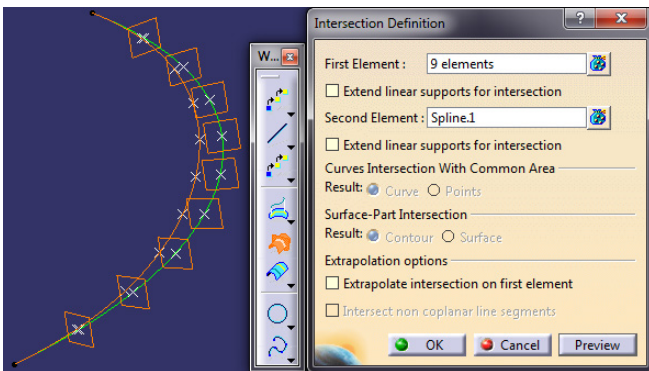 W...
Intersection Definition
First Element : 9 elements
Extend linear supports for intersection
Second Element : Spline.1
Extend linear supports for intersection
Curves Intersection With Common Area
Result: Curve Points
Surface-Part Intersection
Result: Contour Surface
Extrapolation options
Extrapolate intersection on first element
Intersect non coplanar line segments
OK Cancel Preview